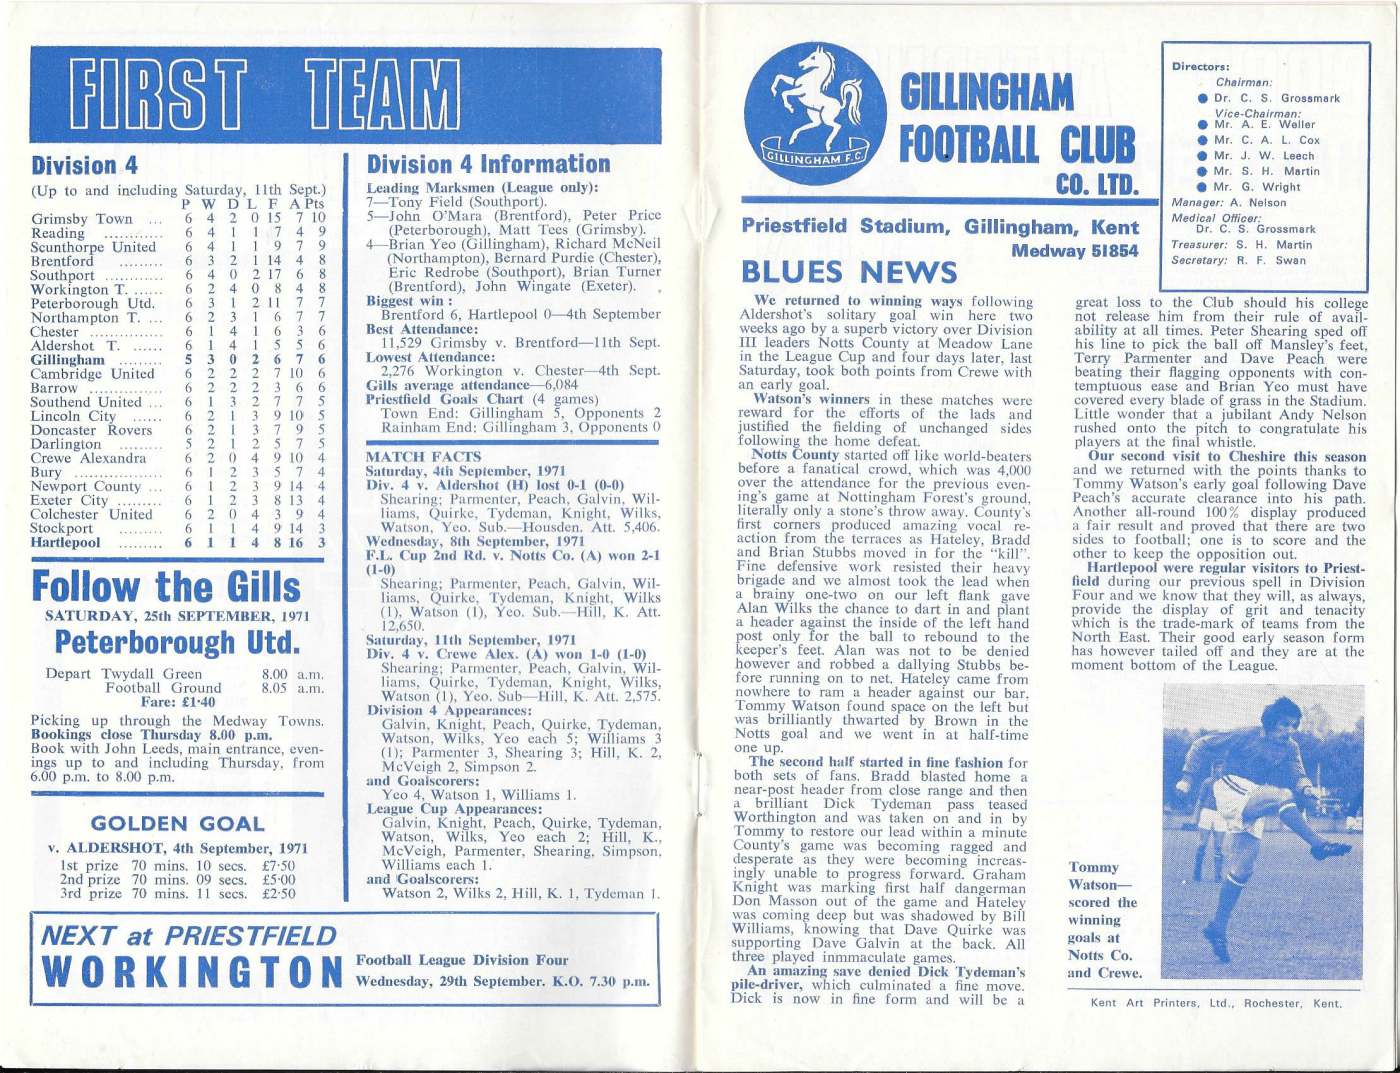 FIRST TEAM
Division 4
(Up to and including Saturday, 11th Sept.)
P W D L F A Pts
Grimsby Town ... 6 4 2 0 15 7 10
Reading ............ 6 4 1 1 7 4 9
Scunthorpe United 6 4 1 1 9 7 9
Brentford ......... 6 3 2 1 14 4 8
Southport ............ 6 4 0 2 17 6 8
Workington T. ...... 6 2 4 0 8 4 8
Peterborough Utd. 6 3 1 2 11 7 7
Northampton T. ... 6 2 3 1 6 7 7
Chester ............... 6 1 4 1 6 3 6
Aldershot T. ...... 6 1 4 1 5 5 6
Gillingham ......... 5 3 0 2 6 7 6
Cambridge United 6 2 2 2 7 10 6
Barrow ............... 6 2 2 2 3 6 6
Southend United ... 6 1 3 2 7 7 5
Lincoln City ...... 6 2 1 3 9 10 5
Doncaster Rovers 6 2 1 3 7 9 5
Darlington ......... 5 2 1 2 5 7 5
Crewe Alexandra 6 2 0 4 9 10 4
Bury .................. 6 1 2 3 5 7 4
Newport County ... 6 1 2 3 9 14 4
Exeter City ......... 6 1 2 3 8 13 4
Colchester United 6 2 0 4 3 9 4
Stockport ......... 6 1 1 4 9 14 3
Hartlepool ......... 6 1 1 4 8 16 3
Follow the Gills
SATURDAY, 25th SEPTEMBER, 1971
Peterborough Utd.
Depart Twydall Green 8.00 a.m.
Football Ground 8.05 a.m.
Fare: £1·40
Picking up through the Medway Towns.
Bookings close Thursday 8.00 p.m.
Book with John Leeds, main entrance, even-
ings up to and including Thursday, from
6.00 p.m. to 8.00 p.m.
GOLDEN GOAL
v. ALDERSHOT, 4th September, 1971
1st prize 70 mins. 10 secs. £7·50
2nd prize 70 mins. 09 secs. £5·00
3rd prize 70 mins. 11 secs. £2·50
Division 4 Information
Leading Marksmen (League only):
7—Tony Field (Southport).
5—John O'Mara (Brentford), Peter Price
(Peterborough), Matt Tees (Grimsby).
4—Brian Yeo (Gillingham), Richard McNeil
(Northampton), Bernard Purdie (Chester),
Eric Redrobe (Southport), Brian Turner
(Brentford), John Wingate (Exeter).
Biggest win :
Brentford 6, Hartlepool 0—4th September
Best Attendance:
11,529 Grimsby v. Brentford—11th Sept.
Lowest Attendance:
2,276 Workington v. Chester—4th Sept.
Gills average attendance—6,084
Priestfield Goals Chart (4 games)
Town End: Gillingham 5, Opponents 2
Rainham End: Gillingham 3, Opponents 0
MATCH FACTS
Saturday, 4th September, 1971
Div. 4 v. Aldershot (H) lost 0-1 (0-0)
Shearing; Parmenter, Peach, Galvin, Wil-
liams, Quirke, Tydeman, Knight, Wilks,
Watson, Yeo. Sub.—Housden. Att. 5,406.
Wednesday, 8th September, 1971
F.L. Cup 2nd Rd. v. Notts Co. (A) won 2-1
(1-0)
Shearing; Parmenter, Peach, Galvin, Wil-
liams, Quirke, Tydeman, Knight, Wilks
(1), Watson (1), Yeo. Sub.—Hill, K. Att.
12,650.
Saturday, 11th September, 1971
Div. 4 v. Crewe Alex. (A) won 1-0 (1-0)
Shearing; Parmenter, Peach, Galvin, Wil-
liams, Quirke, Tydeman, Knight, Wilks,
Watson (1), Yeo. Sub—Hill, K. Att. 2,575.
Division 4 Appearances:
Galvin, Knight, Peach, Quirke, Tydeman,
Watson, Wilks, Yeo each 5; Williams 3
(1); Parmenter 3, Shearing 3; Hill, K. 2,
McVeigh 2, Simpson 2.
and Goalscorers:
Yeo 4, Watson 1, Williams 1.
League Cup Appearances:
Galvin, Knight, Peach, Quirke, Tydeman,
Watson, Wilks, Yeo each 2; Hill, K.,
McVeigh, Parmenter, Shearing, Simpson,
Williams each 1.
and Goalscorers:
Watson 2, Wilks 2, Hill, K. 1, Tydeman 1.
NEXT at PRIESTFIELD
WORKINGTON
Football League Division Four
Wednesday, 29th September. K.O. 7.30 p.m.
GILLINGHAM F.C.
GILLINGHAM
FOOTBALL CLUB
CO. LTD.
Priestfield Stadium, Gillingham, Kent
Medway 51854
Directors:
Chairman:
Dr. C. S. Grossmark
Vice-Chairman:
Mr. A. E. Weller
Mr. C. A. L. Cox
Mr. J. W. Leech
Mr. S. H. Martin
Mr. G. Wright
Manager: A. Nelson
Medical Officer:
Dr. C. S. Grossmark
Treasurer: S. H. Martin
Secretary: R. F. Swan
BLUES NEWS
We returned to winning ways following
Aldershot's solitary goal win here two
weeks ago by a superb victory over Division
III leaders Notts County at Meadow Lane
in the League Cup and four days later, last
Saturday, took both points from Crewe with
an early goal.
Watson's winners in these matches were
reward for the efforts of the lads and
justified the fielding of unchanged sides
following the home defeat.
Notts County started off like world-beaters
before a fanatical crowd, which was 4,000
over the attendance for the previous even-
ing's game at Nottingham Forest's ground,
literally only a stone's throw away. County's
first corners produced amazing vocal re-
action from the terraces as Hateley, Bradd
and Brian Stubbs moved in for the "kill".
Fine defensive work resisted their heavy
brigade and we almost took the lead when
a brainy one-two on our left flank gave
Alan Wilks the chance to dart in and plant
a header against the inside of the left hand
post only for the ball to rebound to the
keeper's feet. Alan was not to be denied
however and robbed a dallying Stubbs be-
fore running on to net. Hateley came from
nowhere to ram a header against our bar,
Tommy Watson found space on the left but
was brilliantly thwarted by Brown in the
Notts goal and we went in at half-time
one up.
The second half started in fine fashion for
both sets of fans. Bradd blasted home a
near-post header from close range and then
a brilliant Dick Tydeman pass teased
Worthington and was taken on and in by
Tommy to restore our lead within a minute
County's game was becoming ragged and
desperate as they were becoming increas-
ingly unable to progress forward. Graham
Knight was marking first half dangerman
Don Masson out of the game and Hateley
was coming deep but was shadowed by Bill
Williams, knowing that Dave Quirke was
supporting Dave Galvin at the back. All
three played inmmaculate games.
An amazing save denied Dick Tydeman's
pile-driver, which culminated a fine move.
Dick is now in fine form and will be a
great loss to the Club should his college
not release him from their rule of avail-
ability at all times. Peter Shearing sped off
his line to pick the ball off Mansley's feet,
Terry Parmenter and Dave Peach were
beating their flagging opponents with con-
temptuous ease and Brian Yeo must have
covered every blade of grass in the Stadium.
Little wonder that a jubilant Andy Nelson
rushed onto the pitch to congratulate his
players at the final whistle.
Our second visit to Cheshire this season
and we returned with the points thanks to
Tommy Watson's early goal following Dave
Peach's accurate clearance into his path.
Another all-round 100% display produced
a fair result and proved that there are two
sides to football; one is to score and the
other to keep the opposition out.
Hartlepool were regular visitors to Priest-
field during our previous spell in Division
Four and we know that they will, as always,
provide the display of grit and tenacity
which is the trade-mark of teams from the
North East. Their good early season form
has however tailed off and they are at the
moment bottom of the League.
Tommy
Watson—
scored the
winning
goals at
Notts Co.
and Crewe.
Kent Art Printers, Ltd., Rochester, Kent.